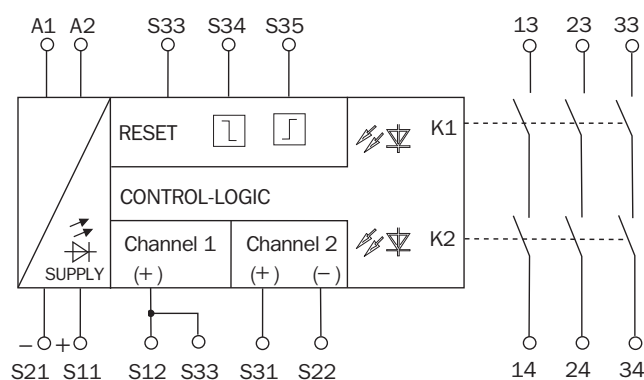 A1 A2 S33 S34 S35 13 23 33
RESET K1
CONTROL-LOGIC
Channel 1 Channel 2 K2
SUPPLY (+) (+) (−)
− +
S21 S11 S12 S33 S31 S22 14 24 34